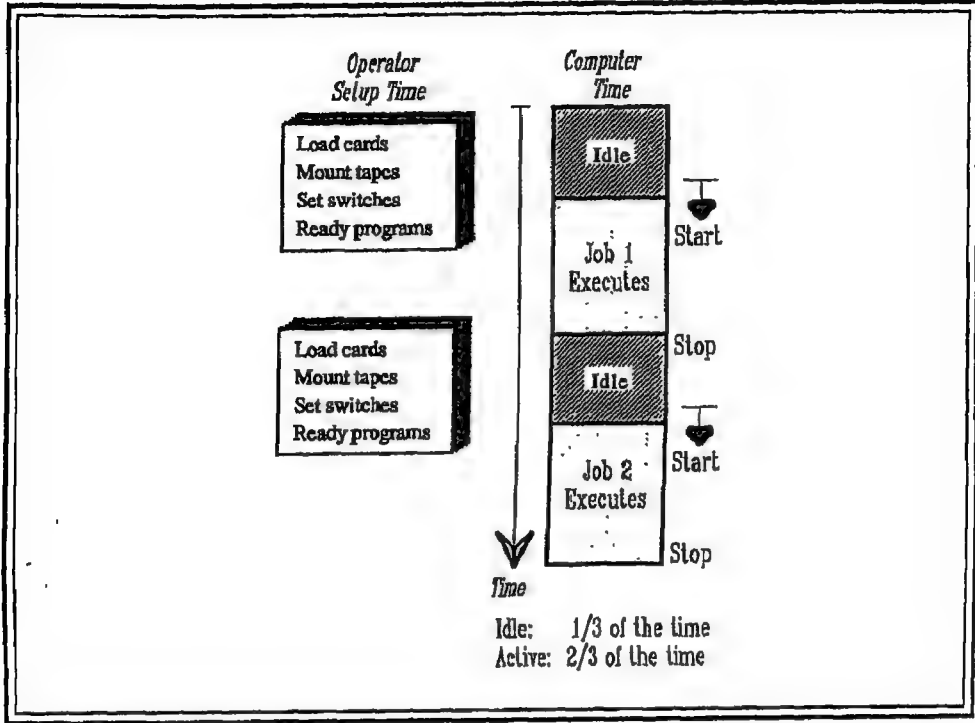 Operator
Setup Time
Computer
Time
Load cards
Mount tapes
Set switches
Ready programs
Idle
Start
Job 1
Executes
Stop
Load cards
Mount tapes
Set switches
Ready programs
Idle
Start
Job 2
Executes
Stop
Time
Idle: 1/3 of the time
Active: 2/3 of the time